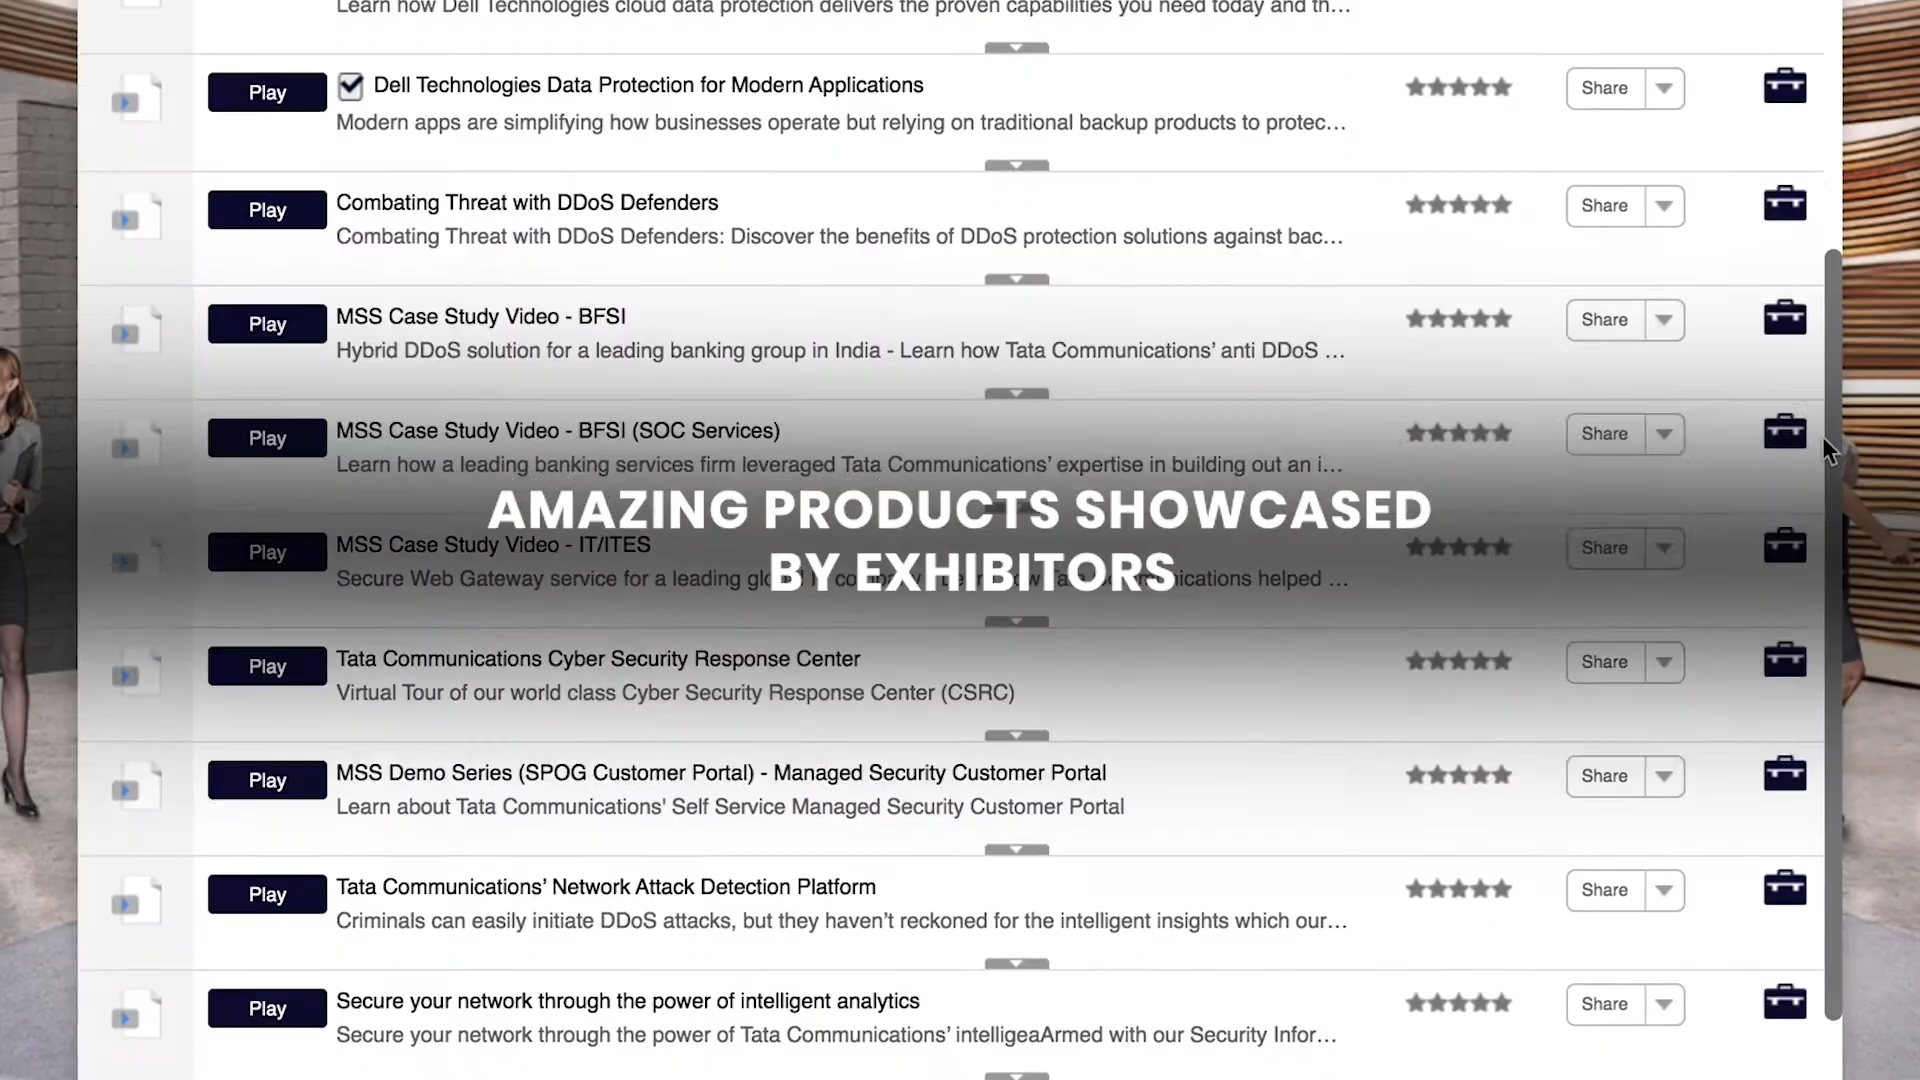 Learn how Dell Technologies cloud data protection delivers the proven capabilities you need today and th...
Play
Dell Technologies Data Protection for Modern Applications
Share
Modern apps are simplifying how businesses operate but relying on traditional backup products to protec...
Play
Combating Threat with DDoS Defenders
Share
Combating Threat with DDoS Defenders: Discover the benefits of DDoS protection solutions against bac...
Play
MSS Case Study Video - BFSI
Share
Hybrid DDoS solution for a leading banking group in India - Learn how Tata Communications’ anti DDoS ...
Play
MSS Case Study Video - BFSI (SOC Services)
Share
Learn how a leading banking services firm leveraged Tata Communications’ expertise in building out an i...
AMAZING PRODUCTS SHOWCASED
BY EXHIBITORS
Play
MSS Case Study Video - IT/ITES
Share
Secure Web Gateway service for a leading helped ...
Play
Tata Communications Cyber Security Response Center
Share
Virtual Tour of our world class Cyber Security Response Center (CSRC)
Play
MSS Demo Series (SPOG Customer Portal) - Managed Security Customer Portal
Share
Learn about Tata Communications' Self Service Managed Security Customer Portal
Play
Tata Communications’ Network Attack Detection Platform
Share
Criminals can easily initiate DDoS attacks, but they haven’t reckoned for the intelligent insights which our...
Play
Secure your network through the power of intelligent analytics
Share
Secure your network through the power of Tata Communications’ intelligeaArmed with our Security Infor...